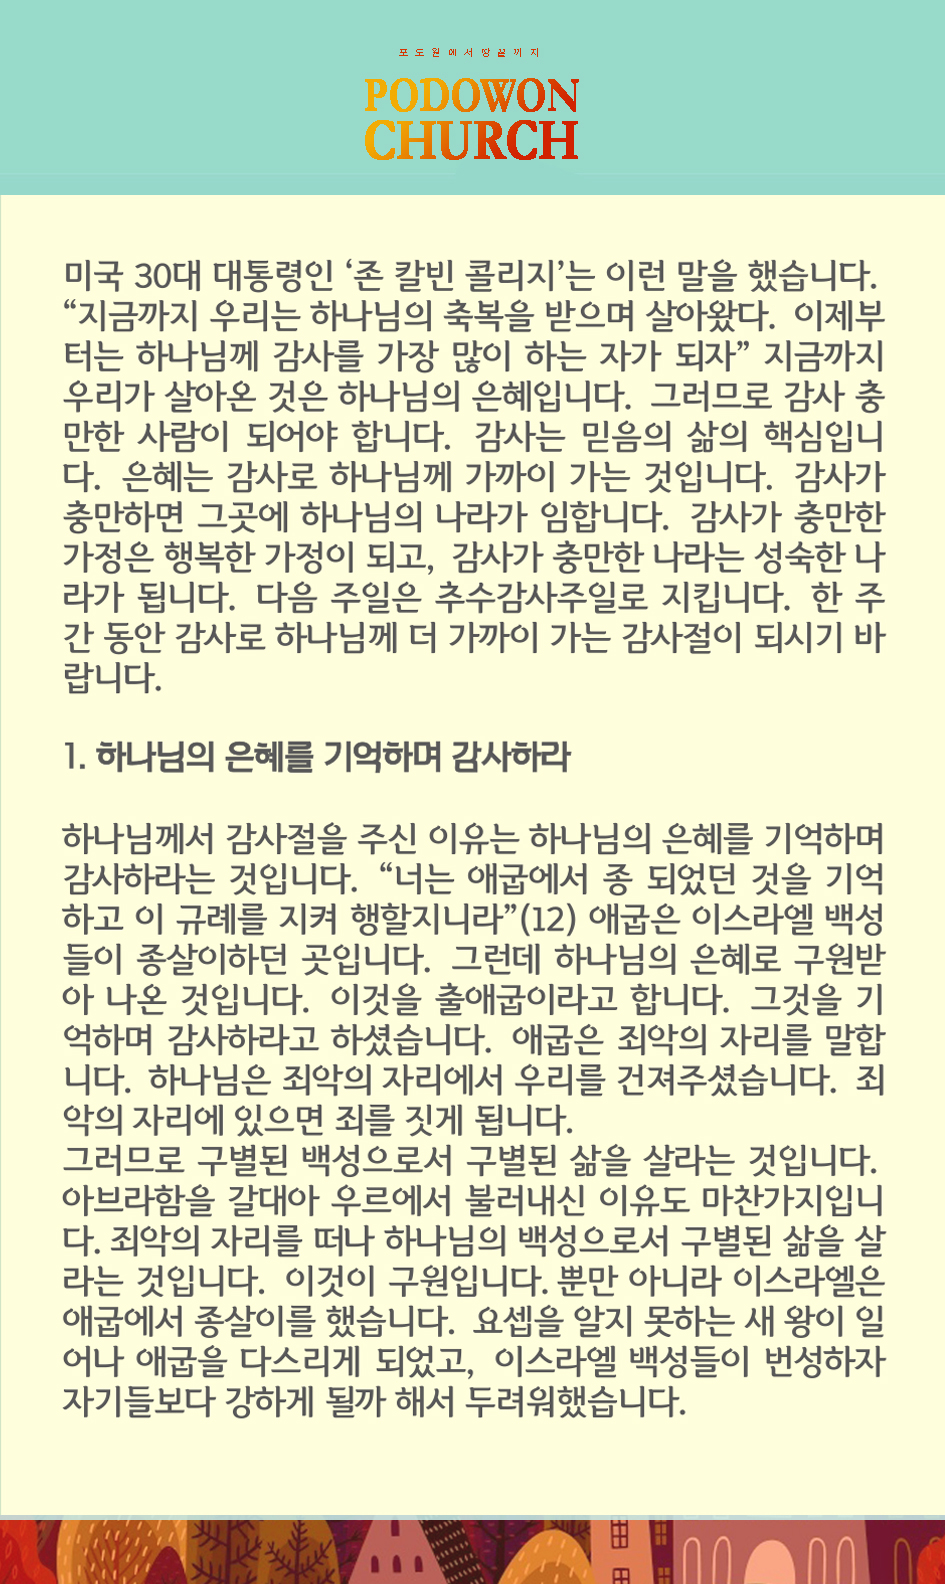 포도원에서땅끝까지
PODOWON
CHURCH
미국 30대 대통령인 ‘존 칼빈 콜리지’는 이런 말을 했습니다.
“지금까지 우리는 하나님의 축복을 받으며 살아왔다. 이제부
터는 하나님께 감사를 가장 많이 하는 자가 되자” 지금까지
우리가 살아온 것은 하나님의 은혜입니다. 그러므로 감사 충
만한 사람이 되어야 합니다. 감사는 믿음의 삶의 핵심입니
다. 은혜는 감사로 하나님께 가까이 가는 것입니다. 감사가
충만하면 그곳에 하나님의 나라가 임합니다. 감사가 충만한
가정은 행복한 가정이 되고, 감사가 충만한 나라는 성숙한 나
라가 됩니다. 다음 주일은 추수감사주일로 지킵니다. 한 주
간 동안 감사로 하나님께 더 가까이 가는 감사절이 되시기 바
랍니다.
1. 하나님의 은혜를 기억하며 감사하라
하나님께서 감사절을 주신 이유는 하나님의 은혜를 기억하며
감사하라는 것입니다. “너는 애굽에서 종 되었던 것을 기억
하고 이 규례를 지켜 행할지니라”(12) 애굽은 이스라엘 백성
들이 종살이하던 곳입니다. 그런데 하나님의 은혜로 구원받
아 나온 것입니다. 이것을 출애굽이라고 합니다. 그것을 기
억하며 감사하라고 하셨습니다. 애굽은 죄악의 자리를 말합
니다. 하나님은 죄악의 자리에서 우리를 건져주셨습니다. 죄
악의 자리에 있으면 죄를 짓게 됩니다.
그러므로 구별된 백성으로서 구별된 삶을 살라는 것입니다.
아브라함을 갈대아 우르에서 불러내신 이유도 마찬가지입니
다. 죄악의 자리를 떠나 하나님의 백성으로서 구별된 삶을 살
라는 것입니다. 이것이 구원입니다. 뿐만 아니라 이스라엘은
애굽에서 종살이를 했습니다. 요셉을 알지 못하는 새 왕이 일
어나 애굽을 다스리게 되었고, 이스라엘 백성들이 번성하자
자기들보다 강하게 될까 해서 두려워했습니다.